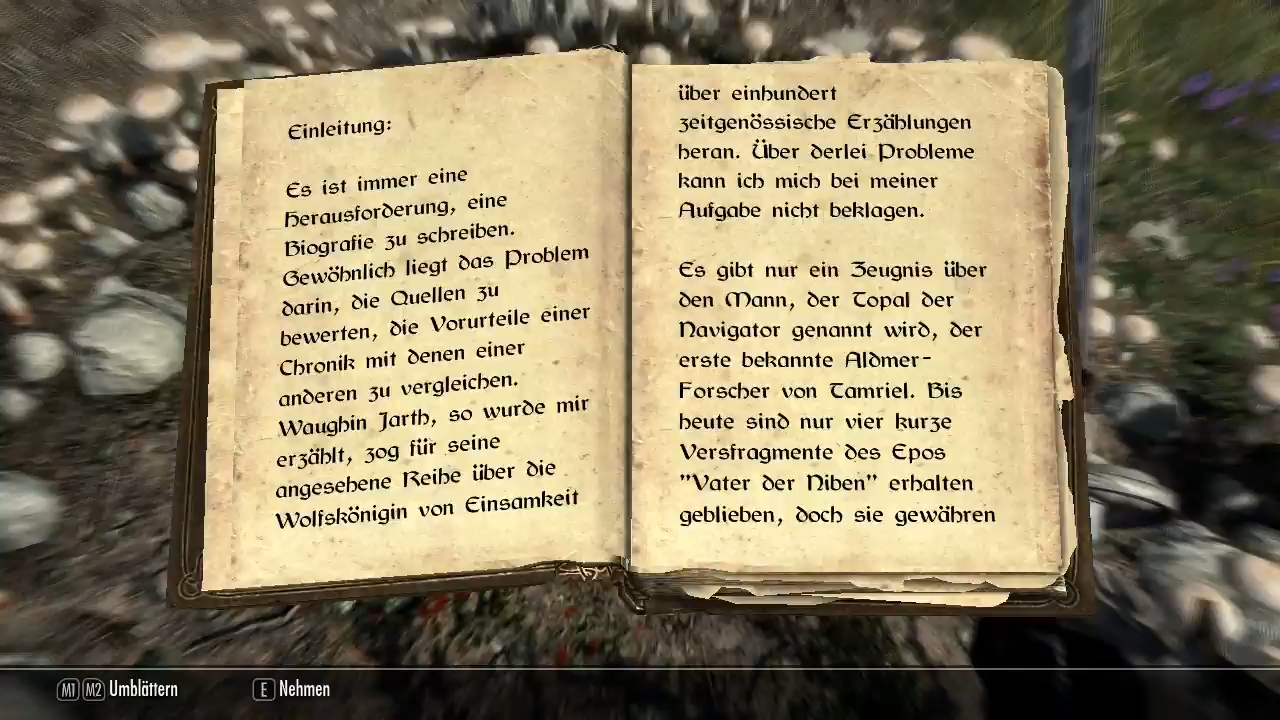 Einleitung:
Es ist immer eine
Herausforderung, eine
Biografie zu schreiben.
Gewöhnlich liegt das Problem
darin, die Quellen zu
bewerten, die Vorurteile einer
Chronik mit denen einer
anderen zu vergleichen.
Waughin Jarth, so wurde mir
erzählt, zog für seine
angesehene Reihe über die
Wolfskönigin von Einsamkeit
über einhundert
zeitgenössische Erzählungen
heran. Über derlei Probleme
kann ich mich bei meiner
Aufgabe nicht beklagen.
Es gibt nur ein Zeugnis über
den Mann, der Topal der
Navigator genannt wird, der
erste bekannte Aldmer-
Forscher von Tamriel. Bis
heute sind nur vier kurze
Versfragmente des Epos
"Vater der Niben" erhalten
geblieben, doch sie gewähren
M1 M2 Umblättern E Nehmen